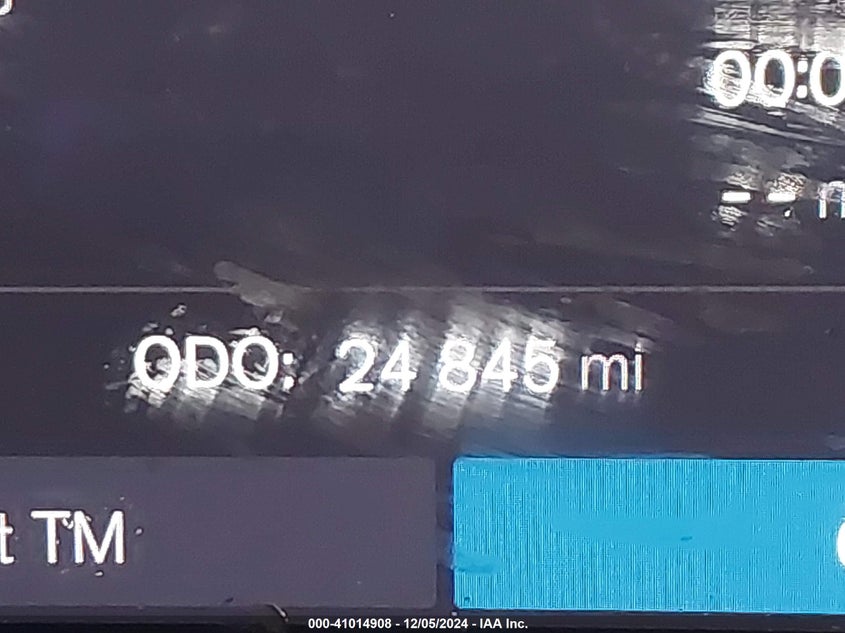 00:0
--
ODO: 24 845 mi
t TM
000-41014908 - 12/05/2024 - IAA Inc.